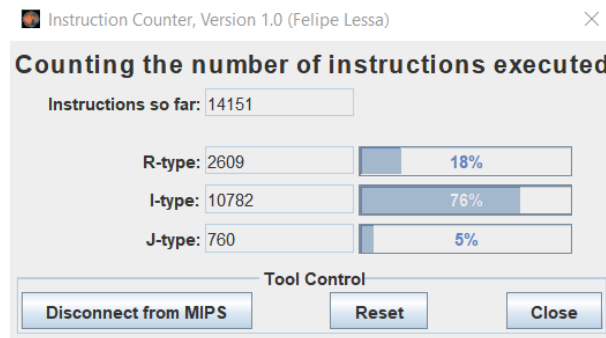 Instruction Counter, Version 1.0 (Felipe Lessa)
Counting the number of instructions executed
Instructions so far: 14151
R-type: 2609 18%
I-type: 10782 76%
J-type: 760 5%
Tool Control
Disconnect from MIPS Reset Close